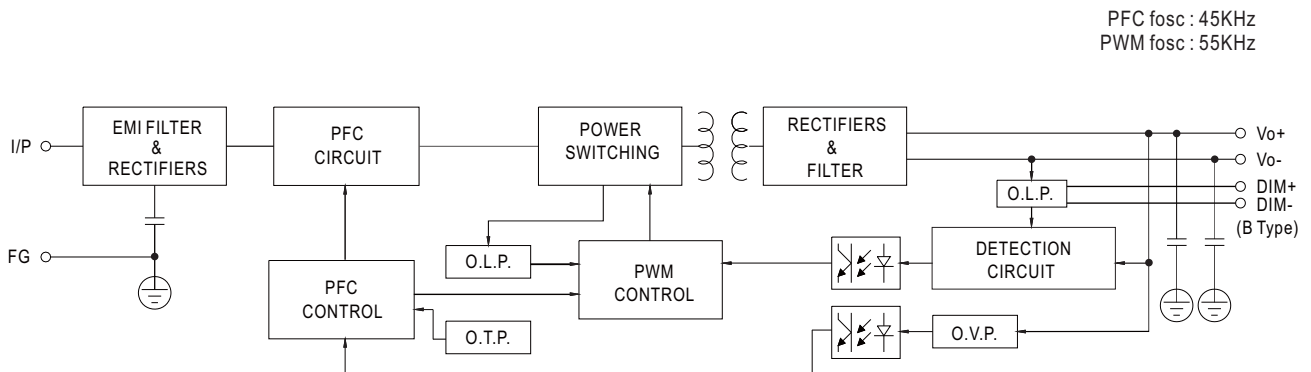 PFC fosc : 45KHz
PWM fosc : 55KHz
I/P
EMI FILTER
&
RECTIFIERS
PFC
CIRCUIT
POWER
SWITCHING
RECTIFIERS
&
FILTER
Vo+
Vo-
DIM+
DIM-
(B Type)
O.L.P.
FG
O.L.P.
PFC
CONTROL
PWM
CONTROL
DETECTION
CIRCUIT
O.T.P.
O.V.P.